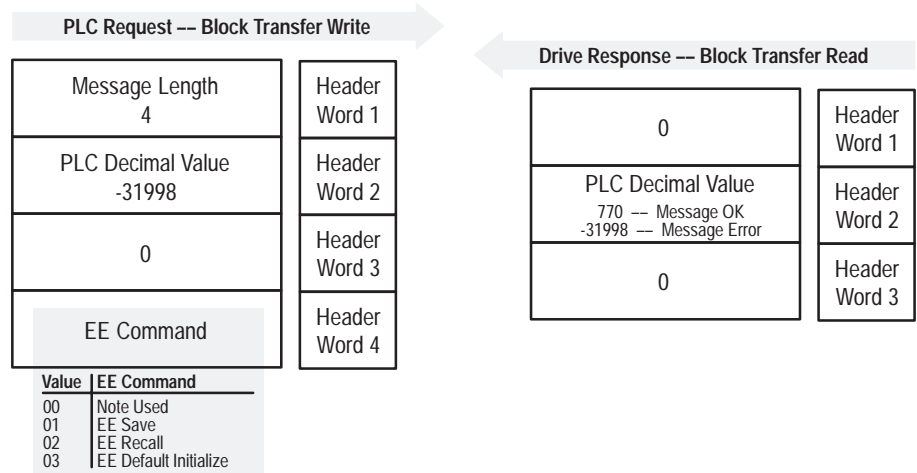 PLC Request –– Block Transfer Write
Message Length
4
Header
Word 1
PLC Decimal Value
-31998
Header
Word 2
0
Header
Word 3
EE Command
Header
Word 4
Value EE Command
00 Note Used
01 EE Save
02 EE Recall
03 EE Default Initialize
Drive Response –– Block Transfer Read
0
Header
Word 1
PLC Decimal Value
770 –– Message OK
-31998 –– Message Error
Header
Word 2
0
Header
Word 3